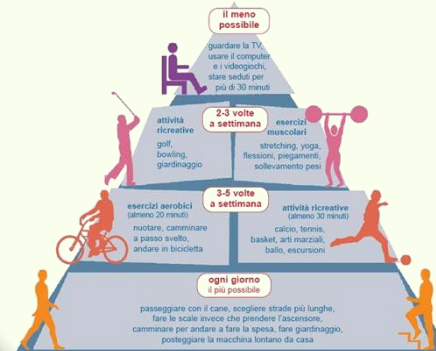 il meno
possibile
guardare la TV,
usare il computer
e i videogiochi,
stare seduti per
più di 30 minuti
2-3 volte
a settimana
attività
ricreative
golf,
bowling,
giardinaggio
esercizi
muscolari
stretching, yoga,
flessioni, piegamenti,
sollevamento pesi
3-5 volte
a settimana
esercizi aerobici
(almeno 20 minuti)
nuotare, camminare
a passo svelto,
andare in bicicletta
attività ricreative
(almeno 30 minuti)
calcio, tennis,
basket, arti marziali,
ballo, escursioni
ogni giorno
il più possibile
passeggiare con il cane, scegliere strade più lunghe,
fare le scale invece che prendere l'ascensore,
camminare per andare a fare la spesa, fare giardinaggio,
posteggiare la macchina lontano da casa